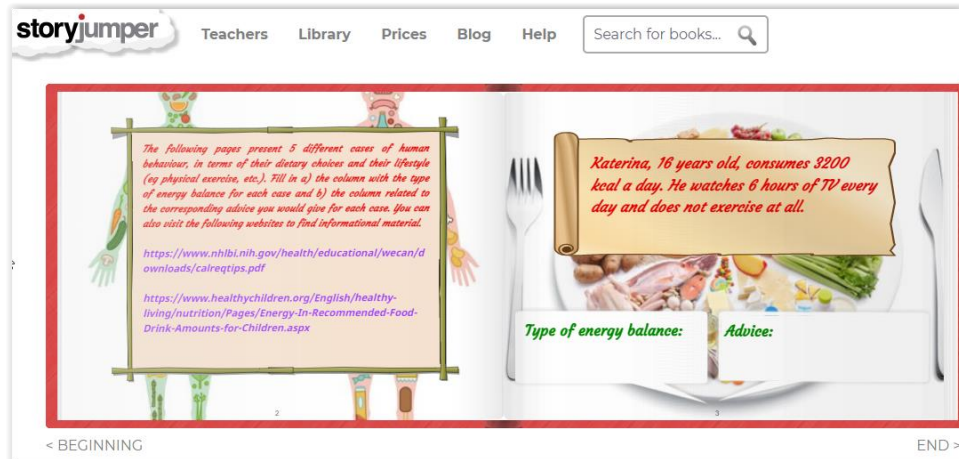 storyjumper
Teachers Library Prices Blog Help Search for books...
The following pages present 5 different cases of human
behaviour, in terms of their dietary choices and their lifestyle
(eg physical exercise, etc.). Fill in a) the column with the type
of energy balance for each case and b) the column related to
the corresponding advice you would give for each case. You can
also visit the following websites to find informational material.
https://www.nhlbi.nih.gov/health/educational/wecan/d
ownloads/calreqtips.pdf
https://www.healthychildren.org/English/healthy-
living/nutrition/Pages/Energy-In-Recommended-Food-
Drink-Amounts-for-Children.aspx
2
Katerina, 16 years old, consumes 3200
kcal a day. He watches 6 hours of TV every
day and does not exercise at all.
Type of energy balance:
Advice:
3
< BEGINNING
END >